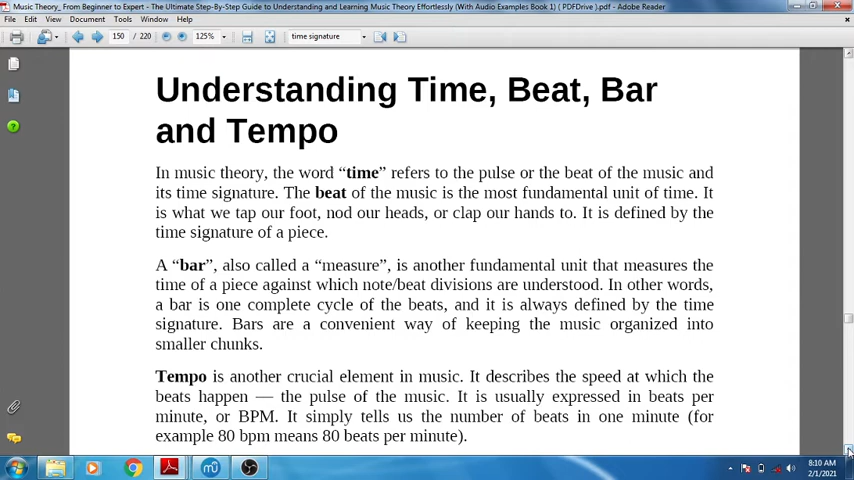 Music Theory_ From Beginner to Expert - The Ultimate Step-By-Step Guide to Understanding and Learning Music Theory Effortlessly (With Audio Examples Book 1) ( PDFDrive ).pdf - Adobe Reader
File Edit View Document Tools Window Help
150 / 220 125% time signature
Understanding Time, Beat, Bar
and Tempo
In music theory, the word “time” refers to the pulse or the beat of the music and
its time signature. The beat of the music is the most fundamental unit of time. It
is what we tap our foot, nod our heads, or clap our hands to. It is defined by the
time signature of a piece.
A “bar”, also called a “measure”, is another fundamental unit that measures the
time of a piece against which note/beat divisions are understood. In other words,
a bar is one complete cycle of the beats, and it is always defined by the time
signature. Bars are a convenient way of keeping the music organized into
smaller chunks.
Tempo is another crucial element in music. It describes the speed at which the
beats happen — the pulse of the music. It is usually expressed in beats per
minute, or BPM. It simply tells us the number of beats in one minute (for
example 80 bpm means 80 beats per minute).
8:10 AM
2/1/2021